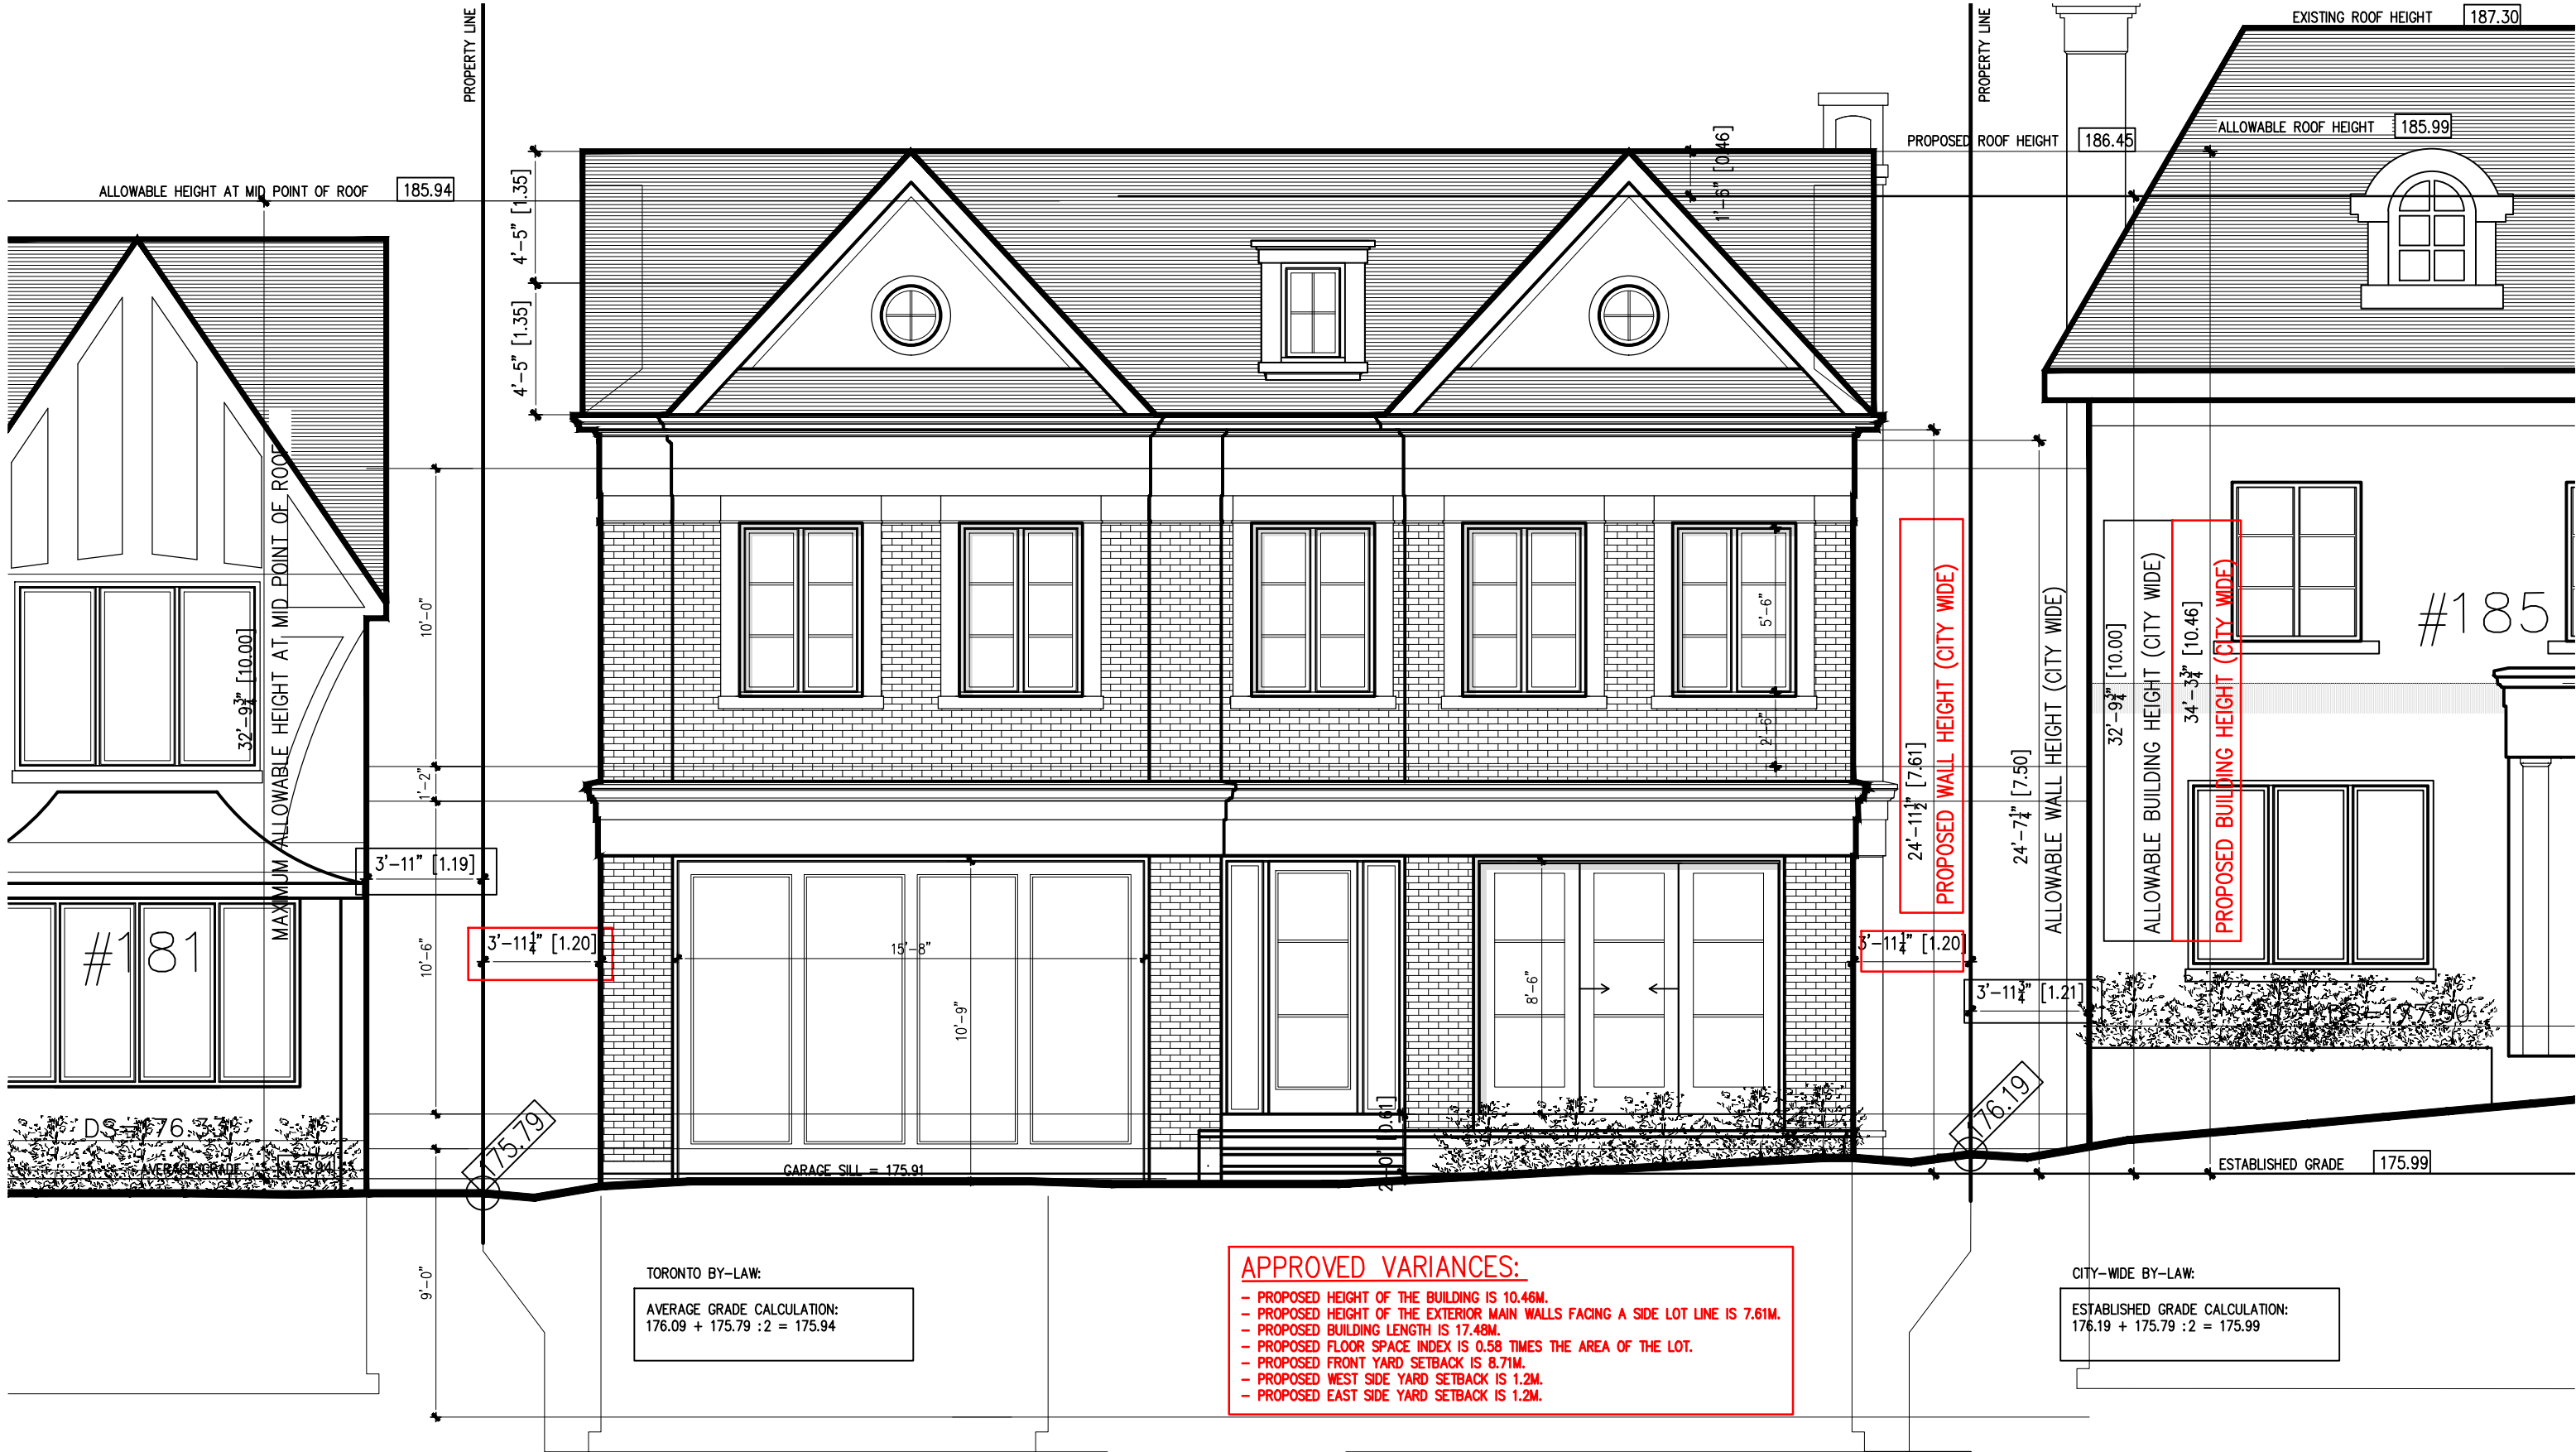 PROPERTY LINE
PROPERTY LINE
EXISTING ROOF HEIGHT 187.30
ALLOWABLE ROOF HEIGHT 185.99
PROPOSED ROOF HEIGHT 186.45
ALLOWABLE HEIGHT AT MID POINT OF ROOF 185.94
4'-5" [1.35]
4'-5" [1.35]
1'-6" [0.46]
MAXIMUM ALLOWABLE HEIGHT AT MID POINT OF ROOF
32'-9¾" [10.00]
10'-0"
1'-2"
10'-6"
9'-0"
5'-6"
2'-6"
24'-11½" [7.61]
PROPOSED WALL HEIGHT (CITY WIDE)
24'-7¼" [7.50]
ALLOWABLE WALL HEIGHT (CITY WIDE)
32'-9¾" [10.00]
ALLOWABLE BUILDING HEIGHT (CITY WIDE)
34'-3¾" [10.46]
PROPOSED BUILDING HEIGHT (CITY WIDE)
#185
#181
3'-11" [1.19]
3'-11¼" [1.20]
15'-8"
10'-9"
8'-6"
3'-11¼" [1.20]
3'-11¾" [1.21]
2'-0" [0.61]
175.79
176.19
AVERAGE GRADE 175.94
GARAGE SILL = 175.91
ESTABLISHED GRADE 175.99
TORONTO BY-LAW:
AVERAGE GRADE CALCULATION:
176.09 + 175.79 :2 = 175.94
APPROVED VARIANCES:
- PROPOSED HEIGHT OF THE BUILDING IS 10.46M.
- PROPOSED HEIGHT OF THE EXTERIOR MAIN WALLS FACING A SIDE LOT LINE IS 7.61M.
- PROPOSED BUILDING LENGTH IS 17.48M.
- PROPOSED FLOOR SPACE INDEX IS 0.58 TIMES THE AREA OF THE LOT.
- PROPOSED FRONT YARD SETBACK IS 8.71M.
- PROPOSED WEST SIDE YARD SETBACK IS 1.2M.
- PROPOSED EAST SIDE YARD SETBACK IS 1.2M.
CITY-WIDE BY-LAW:
ESTABLISHED GRADE CALCULATION:
176.19 + 175.79 :2 = 175.99